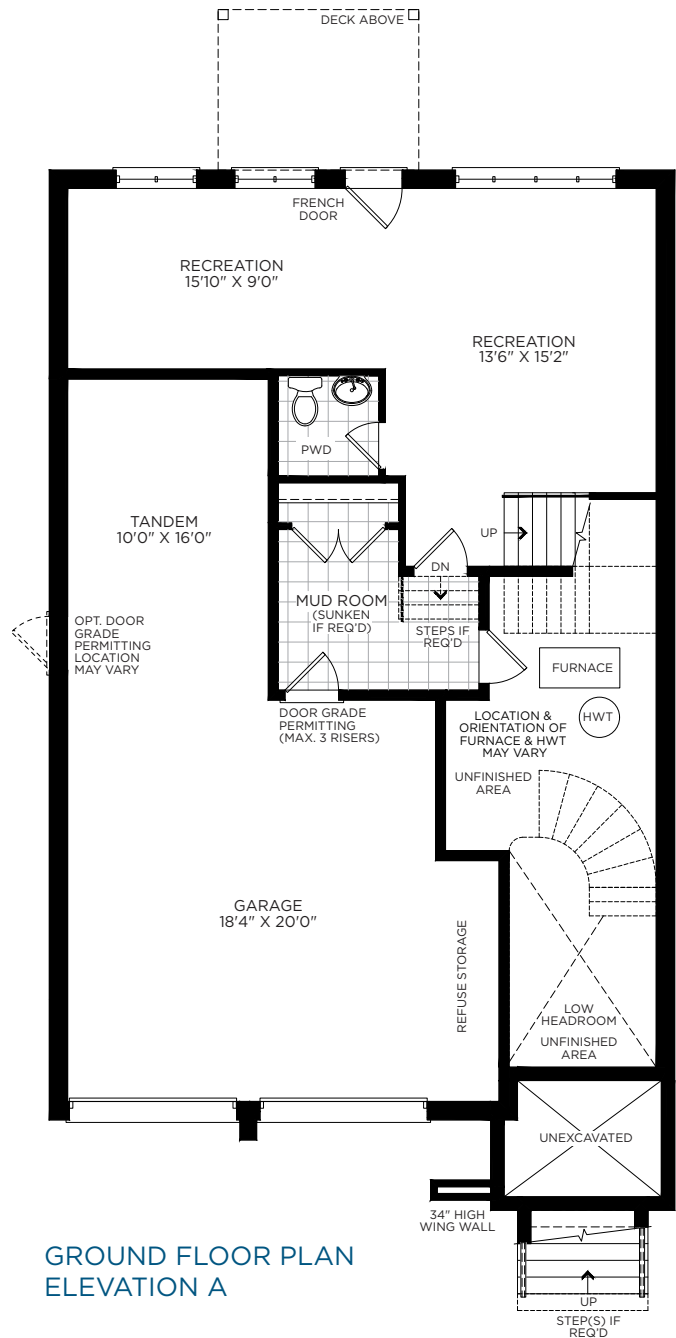 DECK ABOVE
FRENCH
DOOR
RECREATION
15'10" X 9'0"
RECREATION
13'6" X 15'2"
PWD
TANDEM
10'0" X 16'0"
UP
DN
MUD ROOM
(SUNKEN
IF REQ'D)
STEPS IF
REQ'D
OPT. DOOR
GRADE
PERMITTING
LOCATION
MAY VARY
FURNACE
HWT
DOOR GRADE
PERMITTING
(MAX. 3 RISERS)
LOCATION &
ORIENTATION OF
FURNACE & HWT
MAY VARY
UNFINISHED
AREA
GARAGE
18'4" X 20'0"
REFUSE STORAGE
LOW
HEADROOM
UNFINISHED
AREA
UNEXCAVATED
34" HIGH
WING WALL
GROUND FLOOR PLAN
ELEVATION A
UP
STEP(S) IF
REQ'D